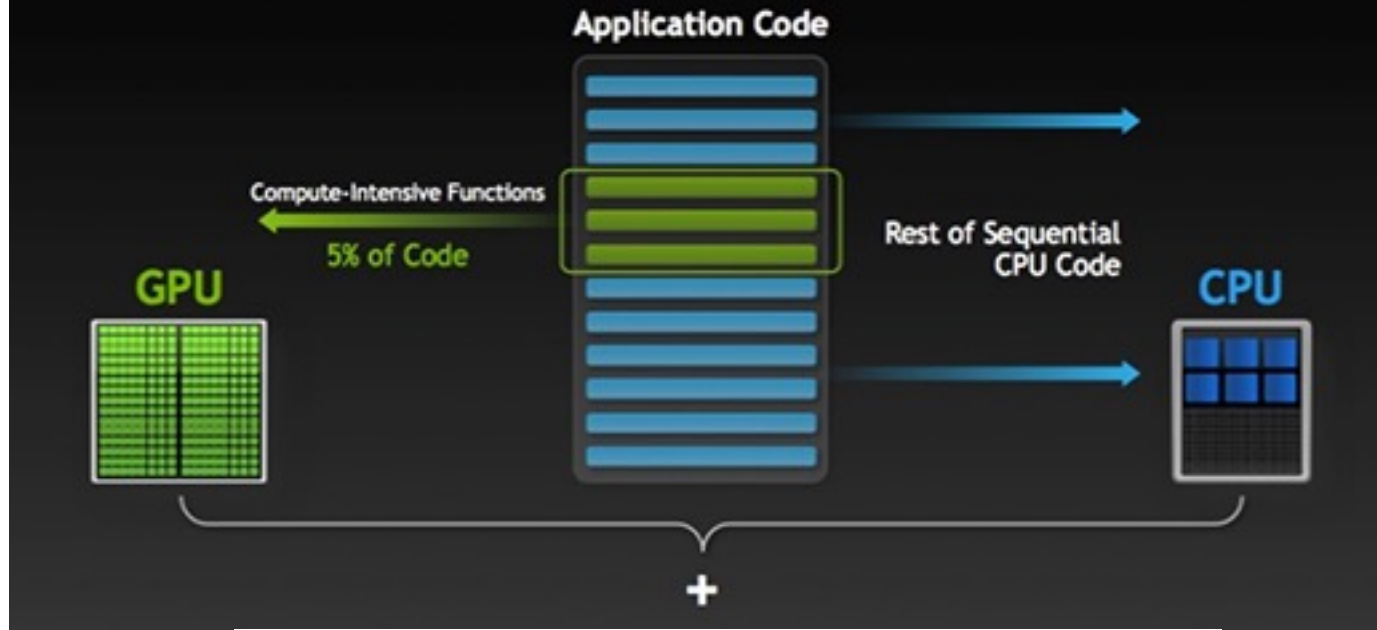 Application Code
Compute-Intensive Functions
5% of Code
Rest of Sequential
CPU Code
GPU
CPU
+